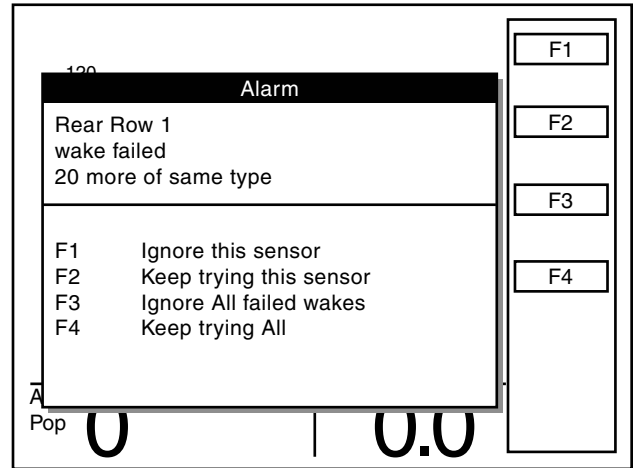 120
Alarm
Rear Row 1
wake failed
20 more of same type
F1 Ignore this sensor
F2 Keep trying this sensor
F3 Ignore All failed wakes
F4 Keep trying All
Pop 0 0.0
F1
F2
F3
F4